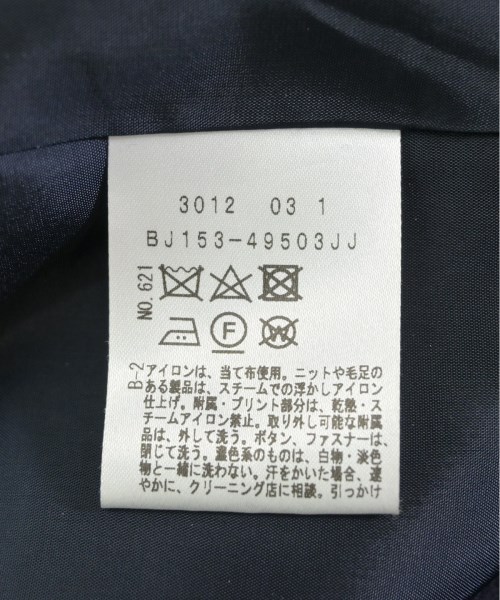 3012 03 1
BJ153-49503JJ
NO.621
F
W
B-2
アイロンは、当て布使用。ニットや毛足の
ある製品は、スチームでの浮かしアイロン
仕上げ。附属・プリント部分は、乾熱・ス
チームアイロン禁止。取り外し可能な附属
品は、外して洗う。ボタン、ファスナーは、
閉じて洗う。濃色系のものは、白物・淡色
物と一緒に洗わない。汗をかいた場合、速
やかに、クリーニング店に相談。引っかけ